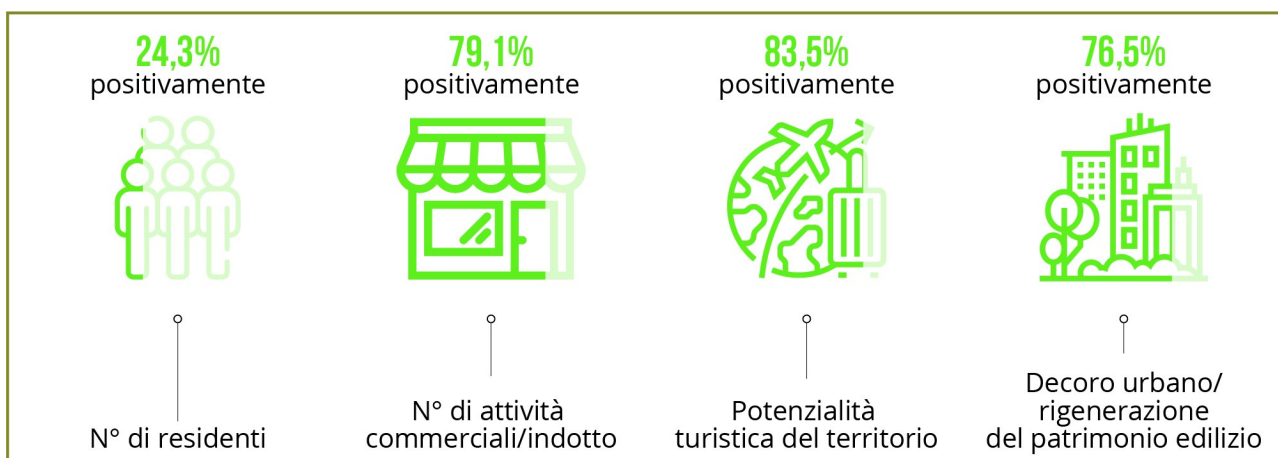 24,3%
positivamente
N° di residenti
79,1%
positivamente
N° di attività
commerciali/indotto
83,5%
positivamente
Potenzialità
turistica del territorio
76,5%
positivamente
Decoro urbano/
rigenerazione
del patrimonio edilizio